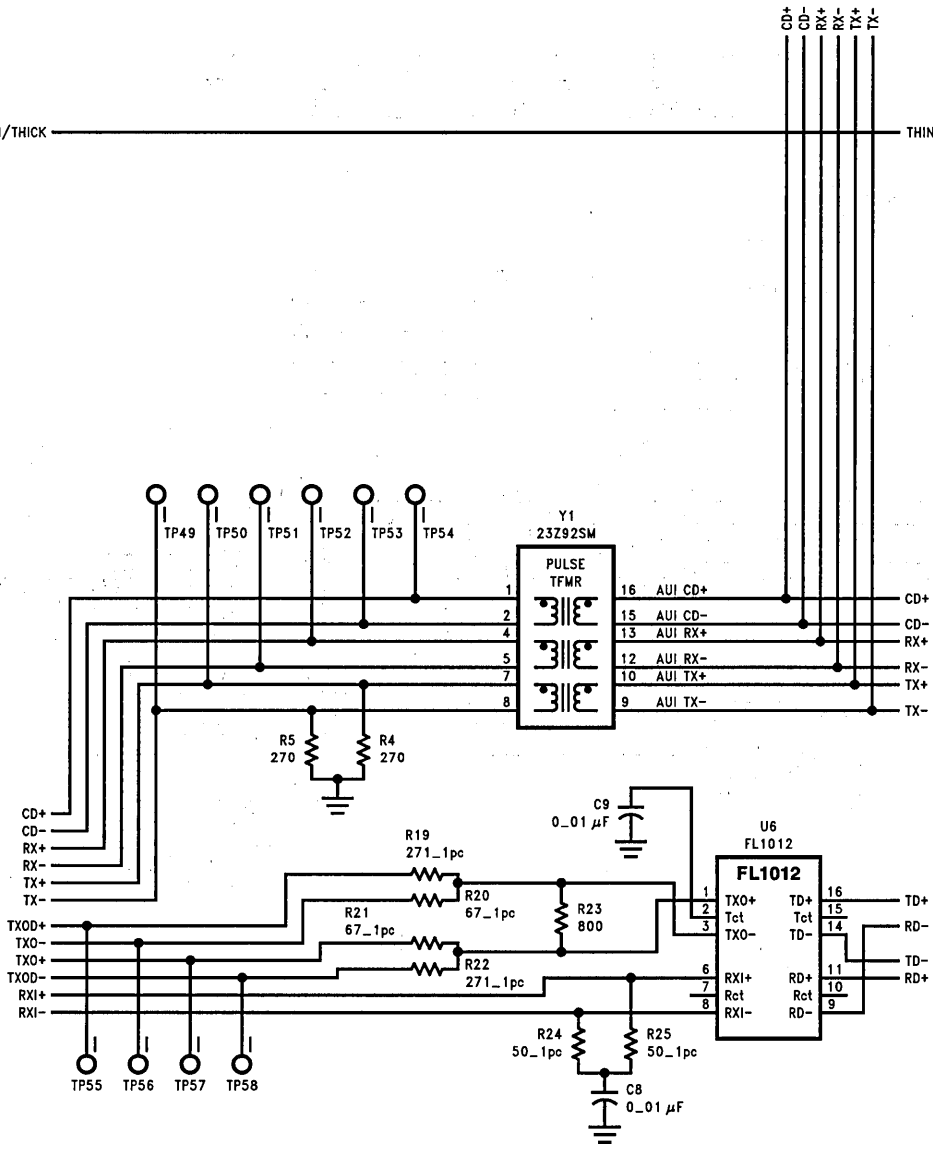 CD+
CD-
RX+
RX-
TX+
TX-
/THICK
THIN
TP49
TP50
TP51
TP52
TP53
TP54
Y1
23Z92SM
PULSE
TFMR
1
2
4
5
7
8
16 AUI CD+
15 AUI CD-
13 AUI RX+
12 AUI RX-
10 AUI TX+
9 AUI TX-
CD+
CD-
RX+
RX-
TX+
TX-
R5
270
R4
270
CD+
CD-
RX+
RX-
TX+
TX-
TXOD+
TXO-
TXO+
TXOD-
RXI+
RXI-
R19
271_1pc
R20
67_1pc
R21
67_1pc
R22
271_1pc
R23
800
C9
0_01 µF
U6
FL1012
FL1012
1 TXO+ TD+ 16
2 Tct Tct 15
3 TXO- TD- 14
6 RXI+ RD+ 11
7 Rct Rct 10
8 RXI- RD- 9
TD+
RD-
TD-
RD+
R24
50_1pc
R25
50_1pc
C8
0_01 µF
TP55
TP56
TP57
TP58